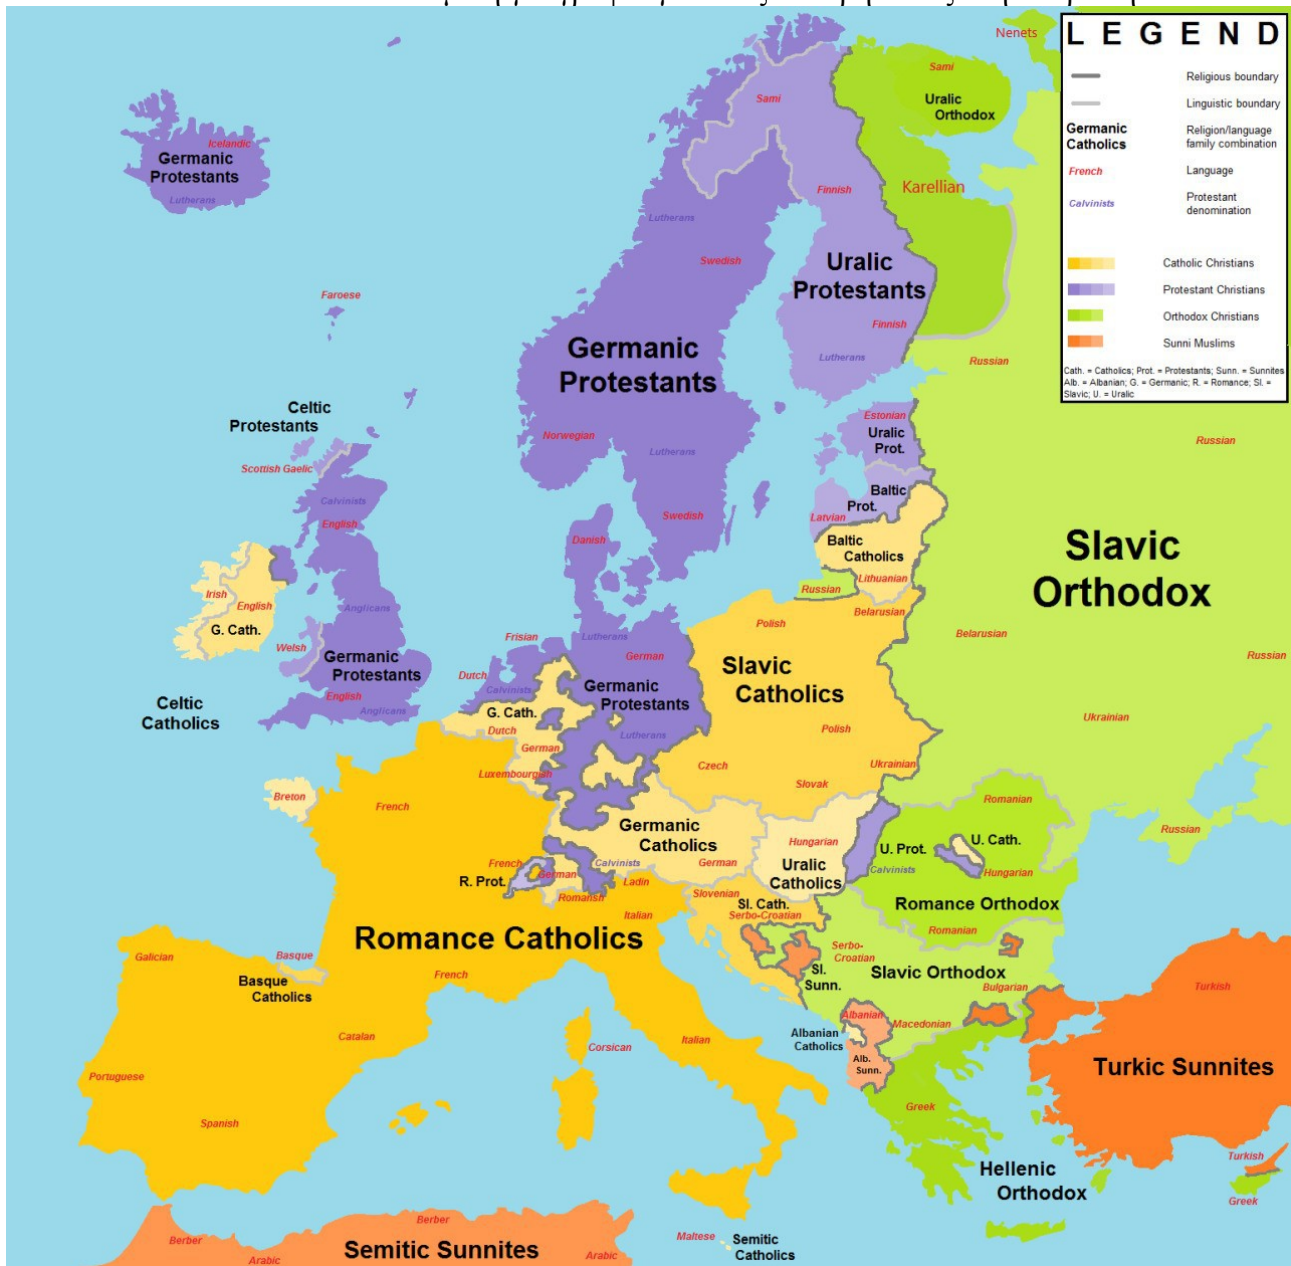 Nenets
LEGEND
Religious boundary
Linguistic boundary
Germanic
Catholics
Religion/language
family combination
French
Language
Calvinists
Protestant
denomination
Catholic Christians
Protestant Christians
Orthodox Christians
Sunni Muslims
Cath. = Catholics; Prot. = Protestants; Sunn. = Sunnites
Alb. = Albanian; G. = Germanic; R. = Romance; Sl. =
Slavic; U. = Uralic
Sami
Uralic
Orthodox
Sami
Icelandic
Germanic
Protestants
Lutherans
Karellian
Finnish
Lutherans
Swedish
Uralic
Protestants
Faroese
Finnish
Russian
Germanic
Protestants
Lutherans
Celtic
Protestants
Estonian
Uralic
Prot.
Norwegian
Russian
Lutherans
Scottish Gaelic
Calvinists
English
Baltic
Prot.
Latvian
Swedish
Danish
Baltic
Catholics
Slavic
Orthodox
Lithuanian
Russian
Irish
English
G. Cath.
Anglicans
Belarusian
Polish
Welsh
Germanic
Protestants
English
Anglicans
Frisian
Lutherans
German
Belarusian
Russian
Dutch
Calvinists
Slavic
Catholics
Germanic
Protestants
Celtic
Catholics
G. Cath.
Dutch
German
Lutherans
Polish
Ukrainian
Luxembourgish
Czech
Slovak
Ukrainian
Breton
French
Romanian
Russian
Germanic
Catholics
Hungarian
U. Prot.
U. Cath.
Calvinists
German
Uralic
Catholics
Calvinists
Hungarian
French
R. Prot.
German
Romansh
Ladin
Slovenian
Sl. Cath.
Serbo-Croatian
Romance Orthodox
Italian
Romance Catholics
Romanian
Galician
Basque
Basque
Catholics
French
Serbo-
Croatian
Slavic Orthodox
Sl.
Sunn.
Bulgarian
Turkish
Albanian
Macedonian
Albanian
Catholics
Catalan
Corsican
Italian
Alb.
Sunn.
Turkic Sunnites
Portuguese
Spanish
Greek
Hellenic
Orthodox
Turkish
Greek
Berber
Berber
Arabic
Semitic Sunnites
Arabic
Maltese
Semitic
Catholics